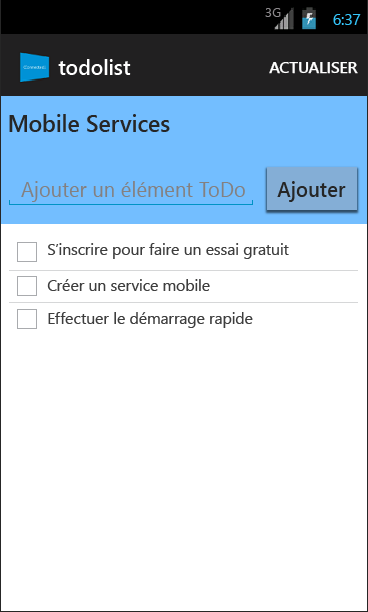 3G 6:37
todolist ACTUALISER
Mobile Services
Ajouter un élément ToDo Ajouter
S'inscrire pour faire un essai gratuit
Créer un service mobile
Effectuer le démarrage rapide